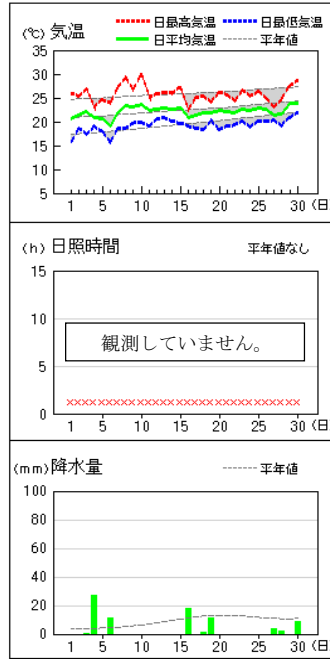 (℃) 気温
日最高気温 日最低気温
日平均気温 平年値
35
30
25
20
15
10
5
1 5 10 15 20 25 30 (日
(h) 日照時間 平年値なし
15
10
5
0
観測していません。
1 5 10 15 20 25 30 (日
(mm) 降水量 平年値
100
80
60
40
20
0
1 5 10 15 20 25 30 (日